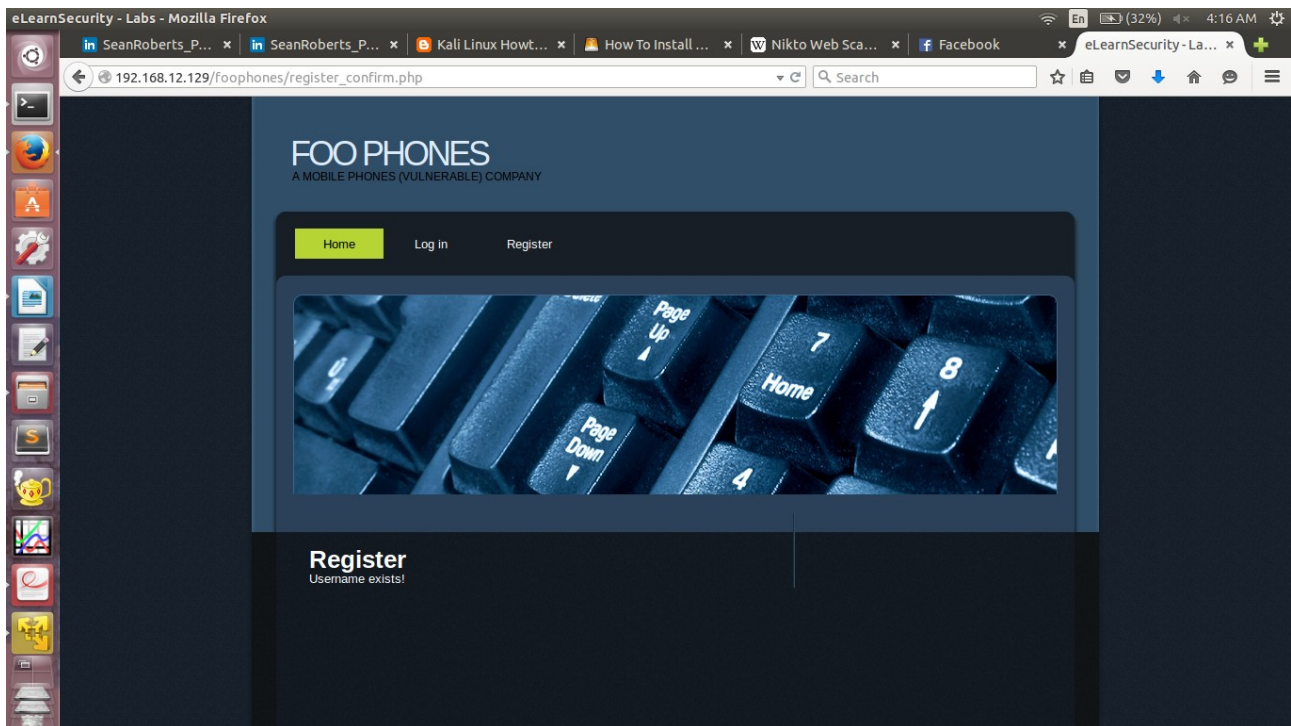 eLearnSecurity - Labs - Mozilla Firefox
En (32%) 4:16 AM
in SeanRoberts_P... × in SeanRoberts_P... × Kali Linux Howt... × How To Install ... × W Nikto Web Sca... × f Facebook × eLearnSecurity - La... ×
192.168.12.129/foophones/register_confirm.php Search
FOO PHONES
A MOBILE PHONES (VULNERABLE) COMPANY
Home Log in Register
Page Up
7 Home
8
Page Down
4
Register
Username exists!